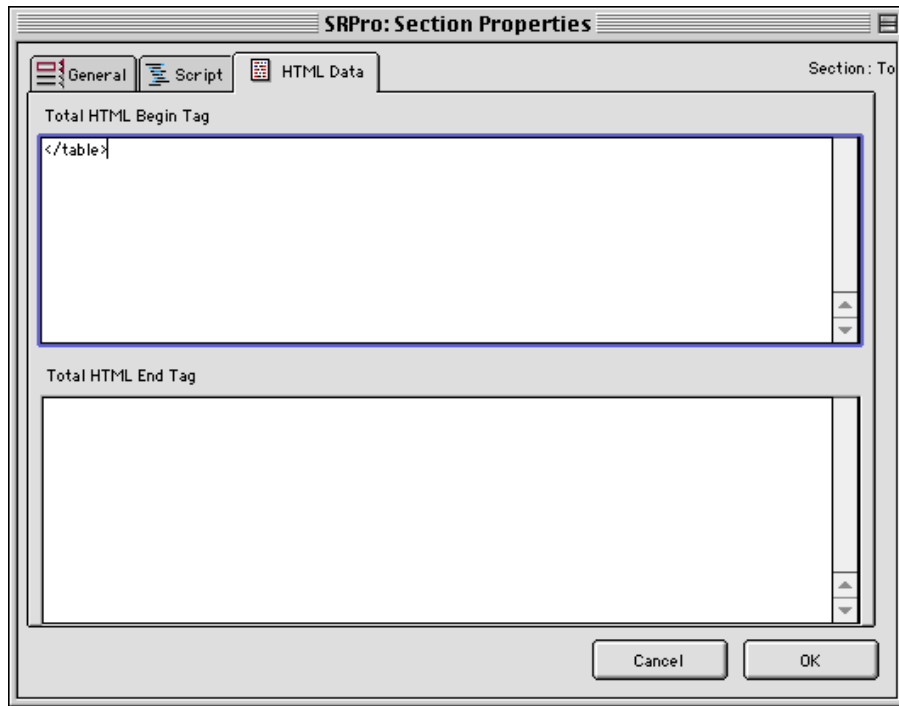 SRPro: Section Properties
General Script HTML Data Section: To
Total HTML Begin Tag
</table>
Total HTML End Tag
Cancel OK